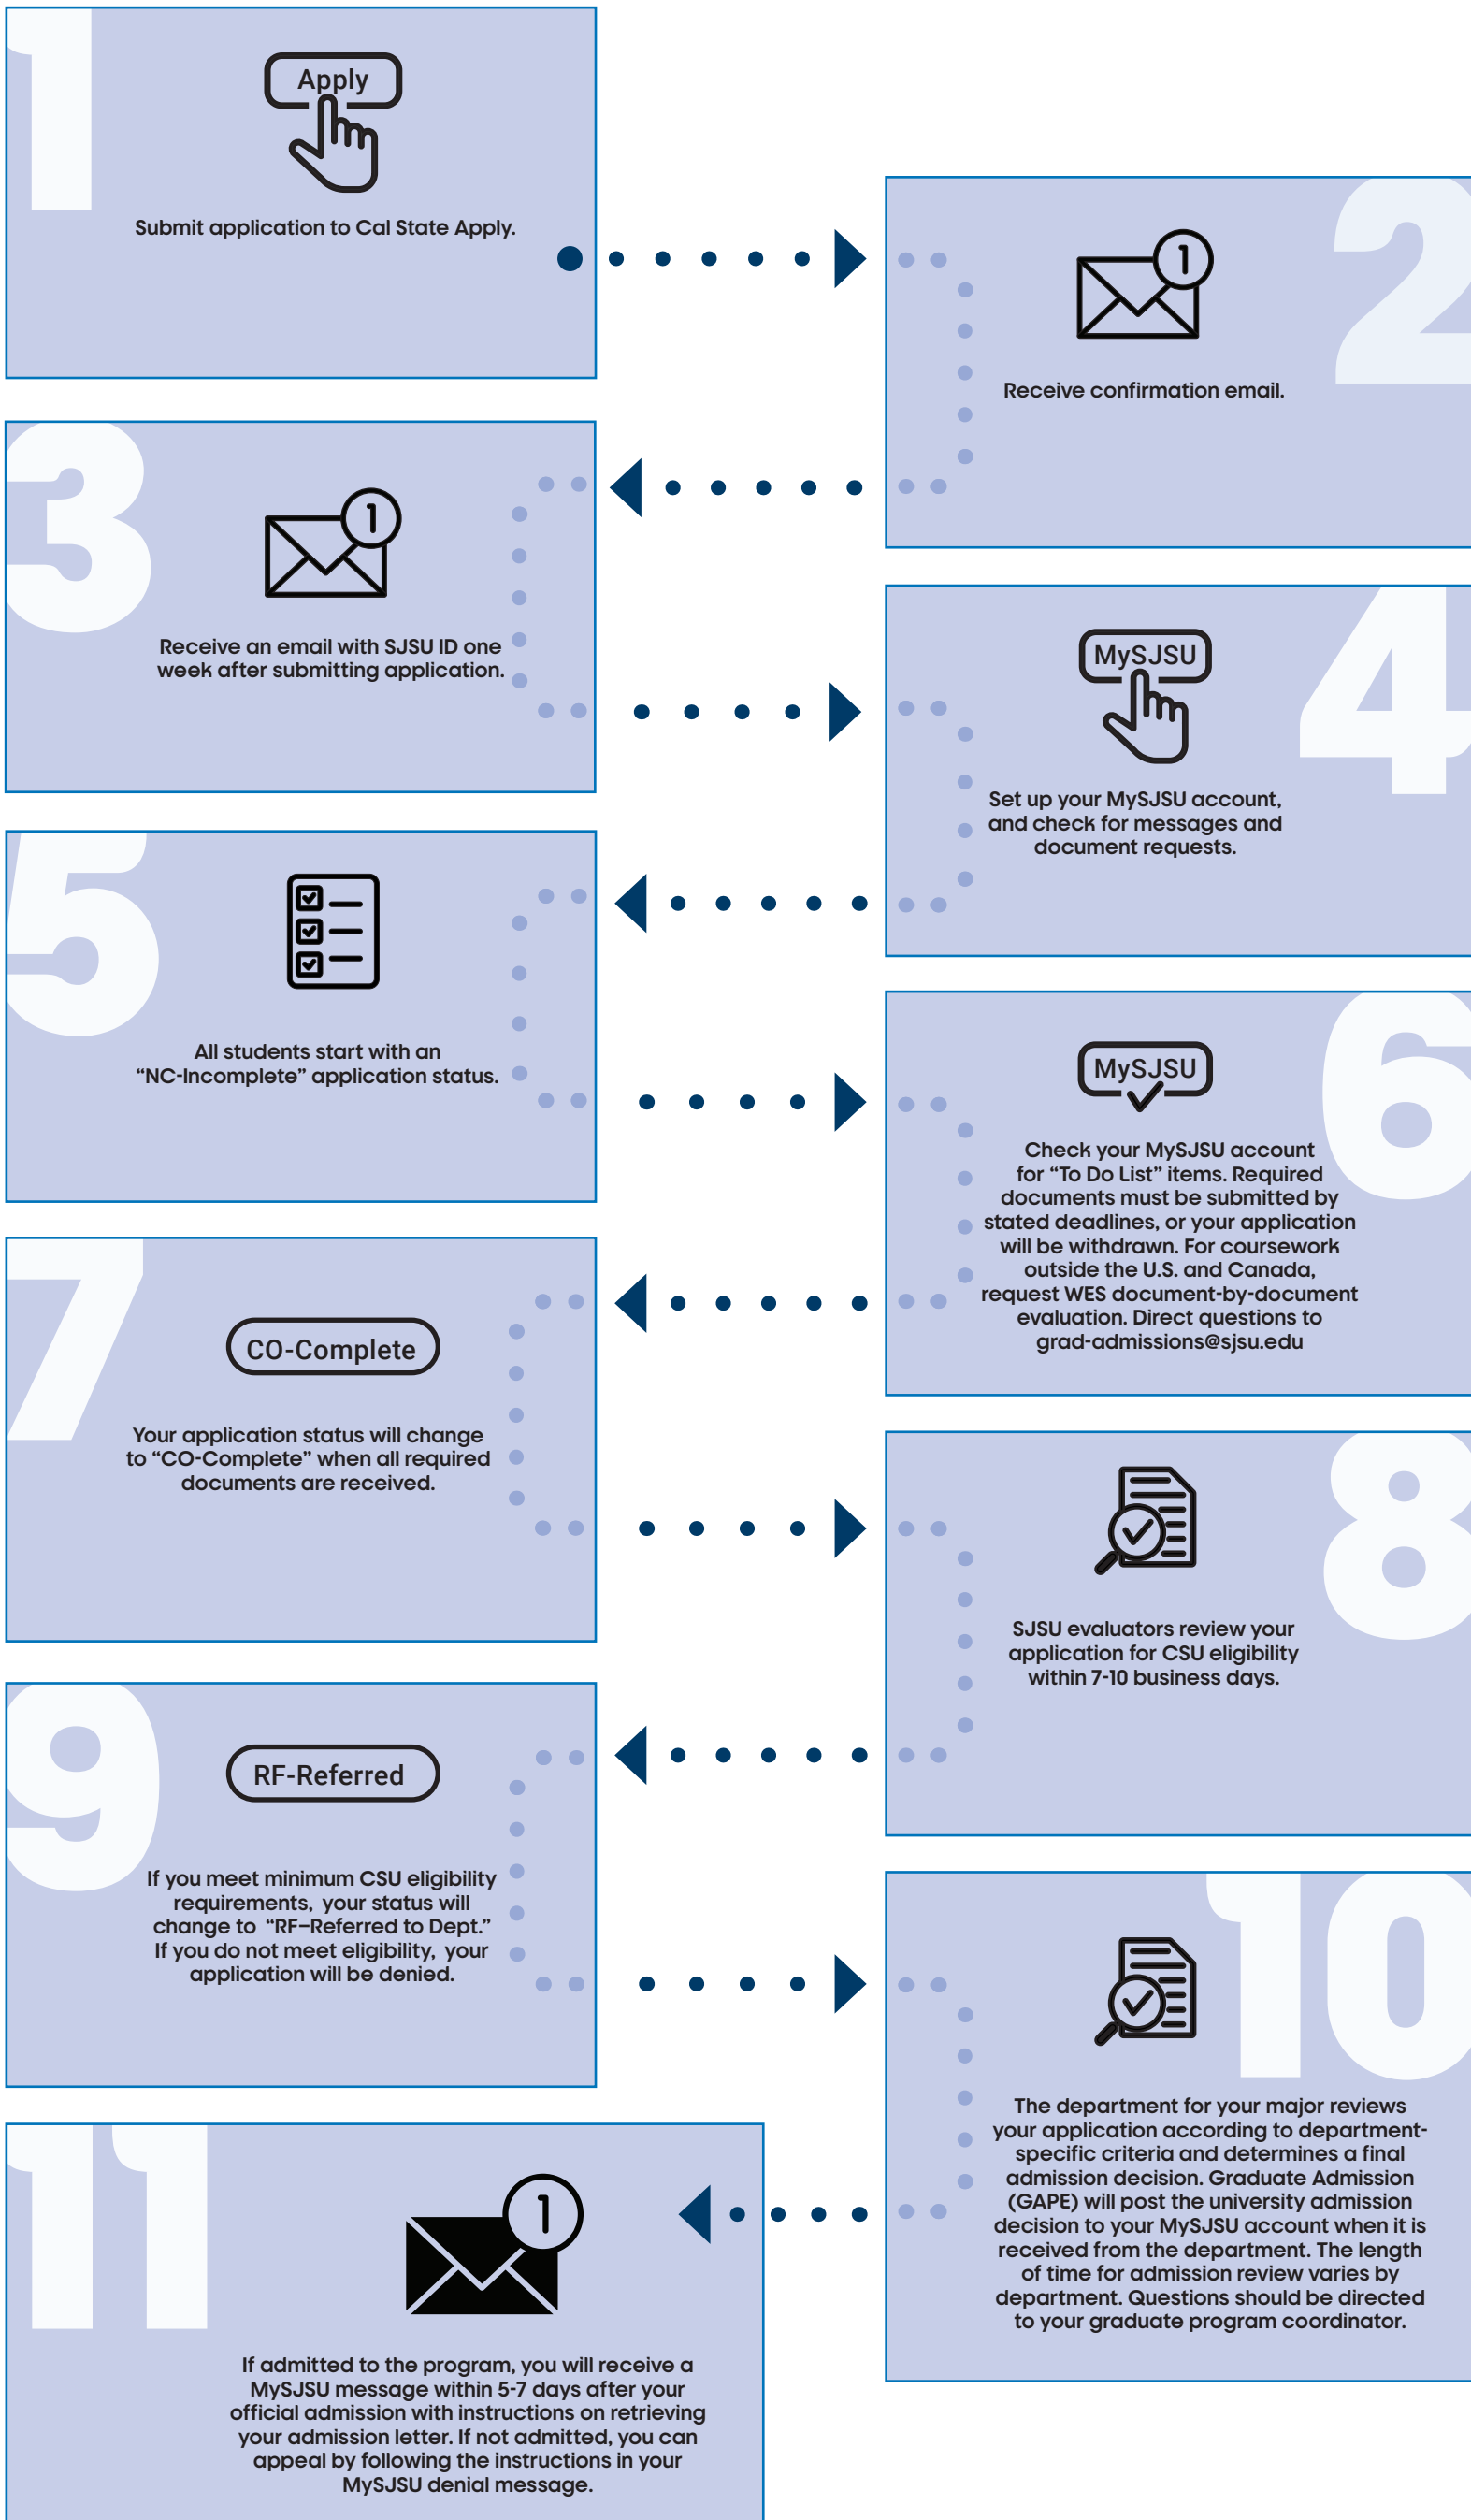 1
Apply
Submit application to Cal State Apply.
2
1
Receive confirmation email.
3
1
Receive an email with SJSU ID one
week after submitting application.
4
MySJSU
Set up your MySJSU account,
and check for messages and
document requests.
5
All students start with an
“NC-Incomplete” application status.
6
MySJSU
Check your MySJSU account
for “To Do List” items. Required
documents must be submitted by
stated deadlines, or your application
will be withdrawn. For coursework
outside the U.S. and Canada,
request WES document-by-document
evaluation. Direct questions to
grad-admissions@sjsu.edu
7
CO-Complete
Your application status will change
to “CO-Complete” when all required
documents are received.
8
SJSU evaluators review your
application for CSU eligibility
within 7-10 business days.
9
RF-Referred
If you meet minimum CSU eligibility
requirements, your status will
change to “RF–Referred to Dept.”
If you do not meet eligibility, your
application will be denied.
10
The department for your major reviews
your application according to department-
specific criteria and determines a final
admission decision. Graduate Admission
(GAPE) will post the university admission
decision to your MySJSU account when it is
received from the department. The length
of time for admission review varies by
department. Questions should be directed
to your graduate program coordinator.
11
1
If admitted to the program, you will receive a
MySJSU message within 5-7 days after your
official admission with instructions on retrieving
your admission letter. If not admitted, you can
appeal by following the instructions in your
MySJSU denial message.